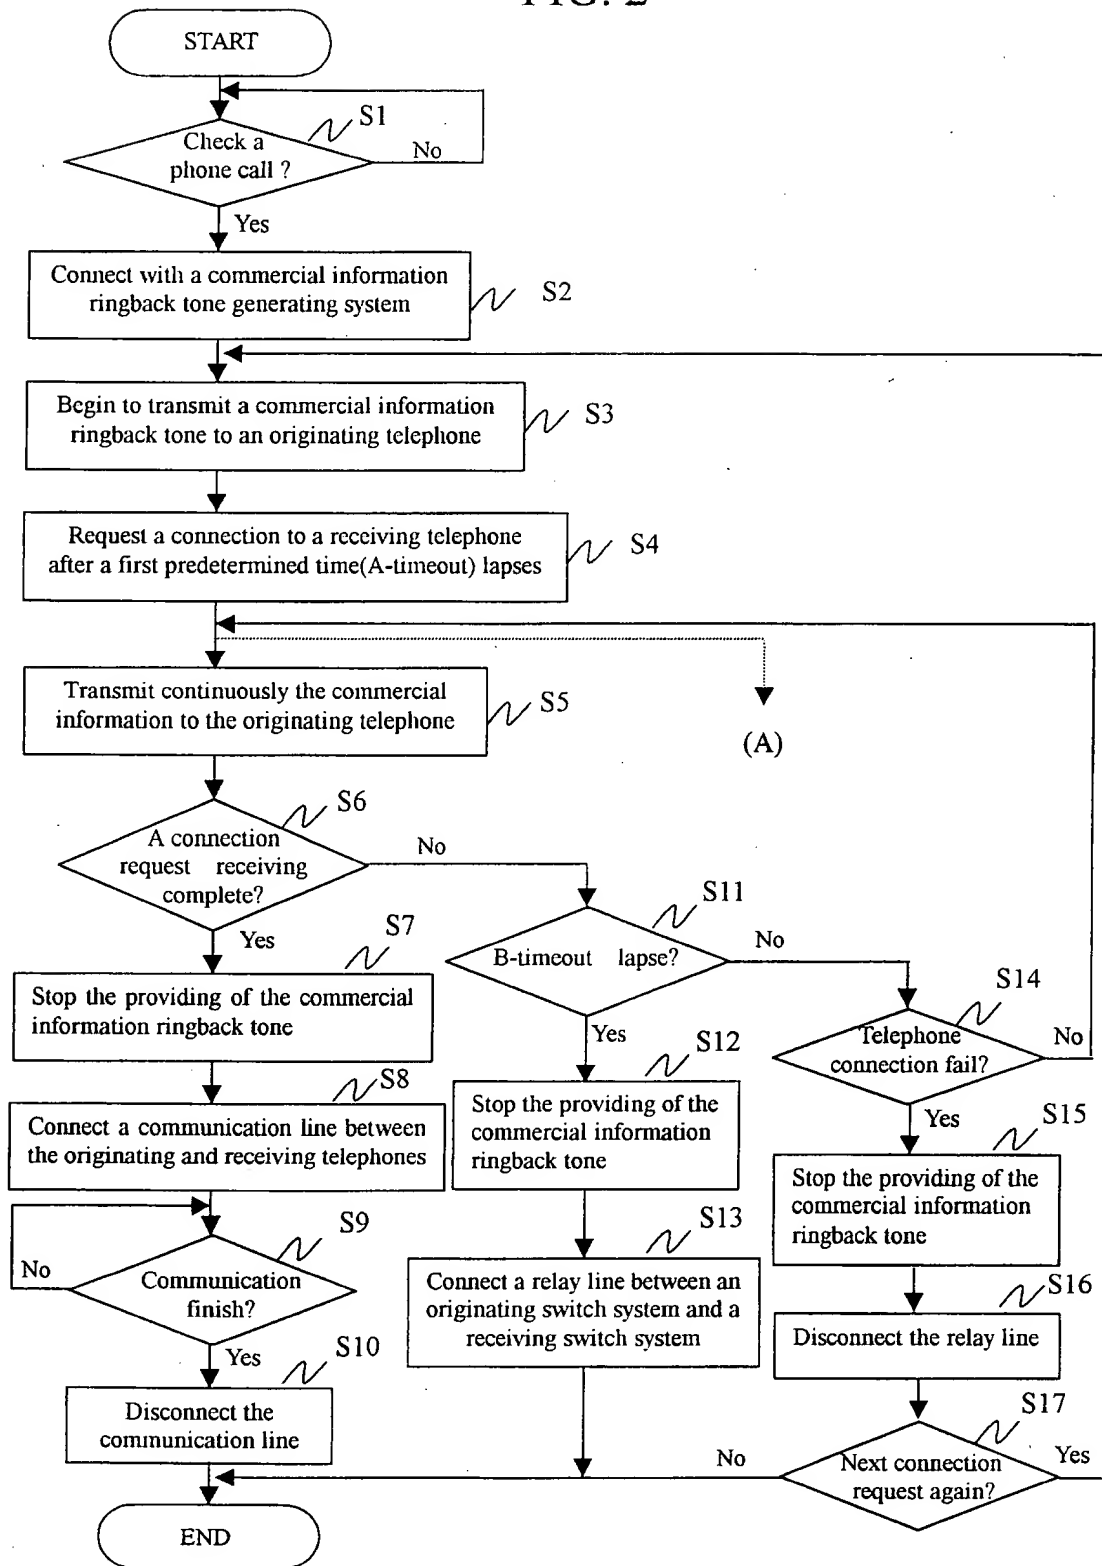 FIG. 2
START
S1
Check a
phone call ?
No
Yes
Connect with a commercial information
ringback tone generating system
S2
Begin to transmit a commercial information
ringback tone to an originating telephone
S3
Request a connection to a receiving telephone
after a first predetermined time(A-timeout) lapses
S4
Transmit continuously the commercial
information to the originating telephone
S5
(A)
S6
A connection
request receiving
complete?
No
Yes
S7
Stop the providing of the commercial
information ringback tone
S8
Connect a communication line between
the originating and receiving telephones
S9
Communication
finish?
No
Yes
S10
Disconnect the
communication line
END
S11
B-timeout lapse?
No
Yes
S12
Stop the providing of the
commercial information
ringback tone
S13
Connect a relay line between an
originating switch system and a
receiving switch system
S14
Telephone
connection fail?
No
Yes
S15
Stop the providing of the
commercial information
ringback tone
S16
Disconnect the relay line
S17
Next connection
request again?
No
Yes